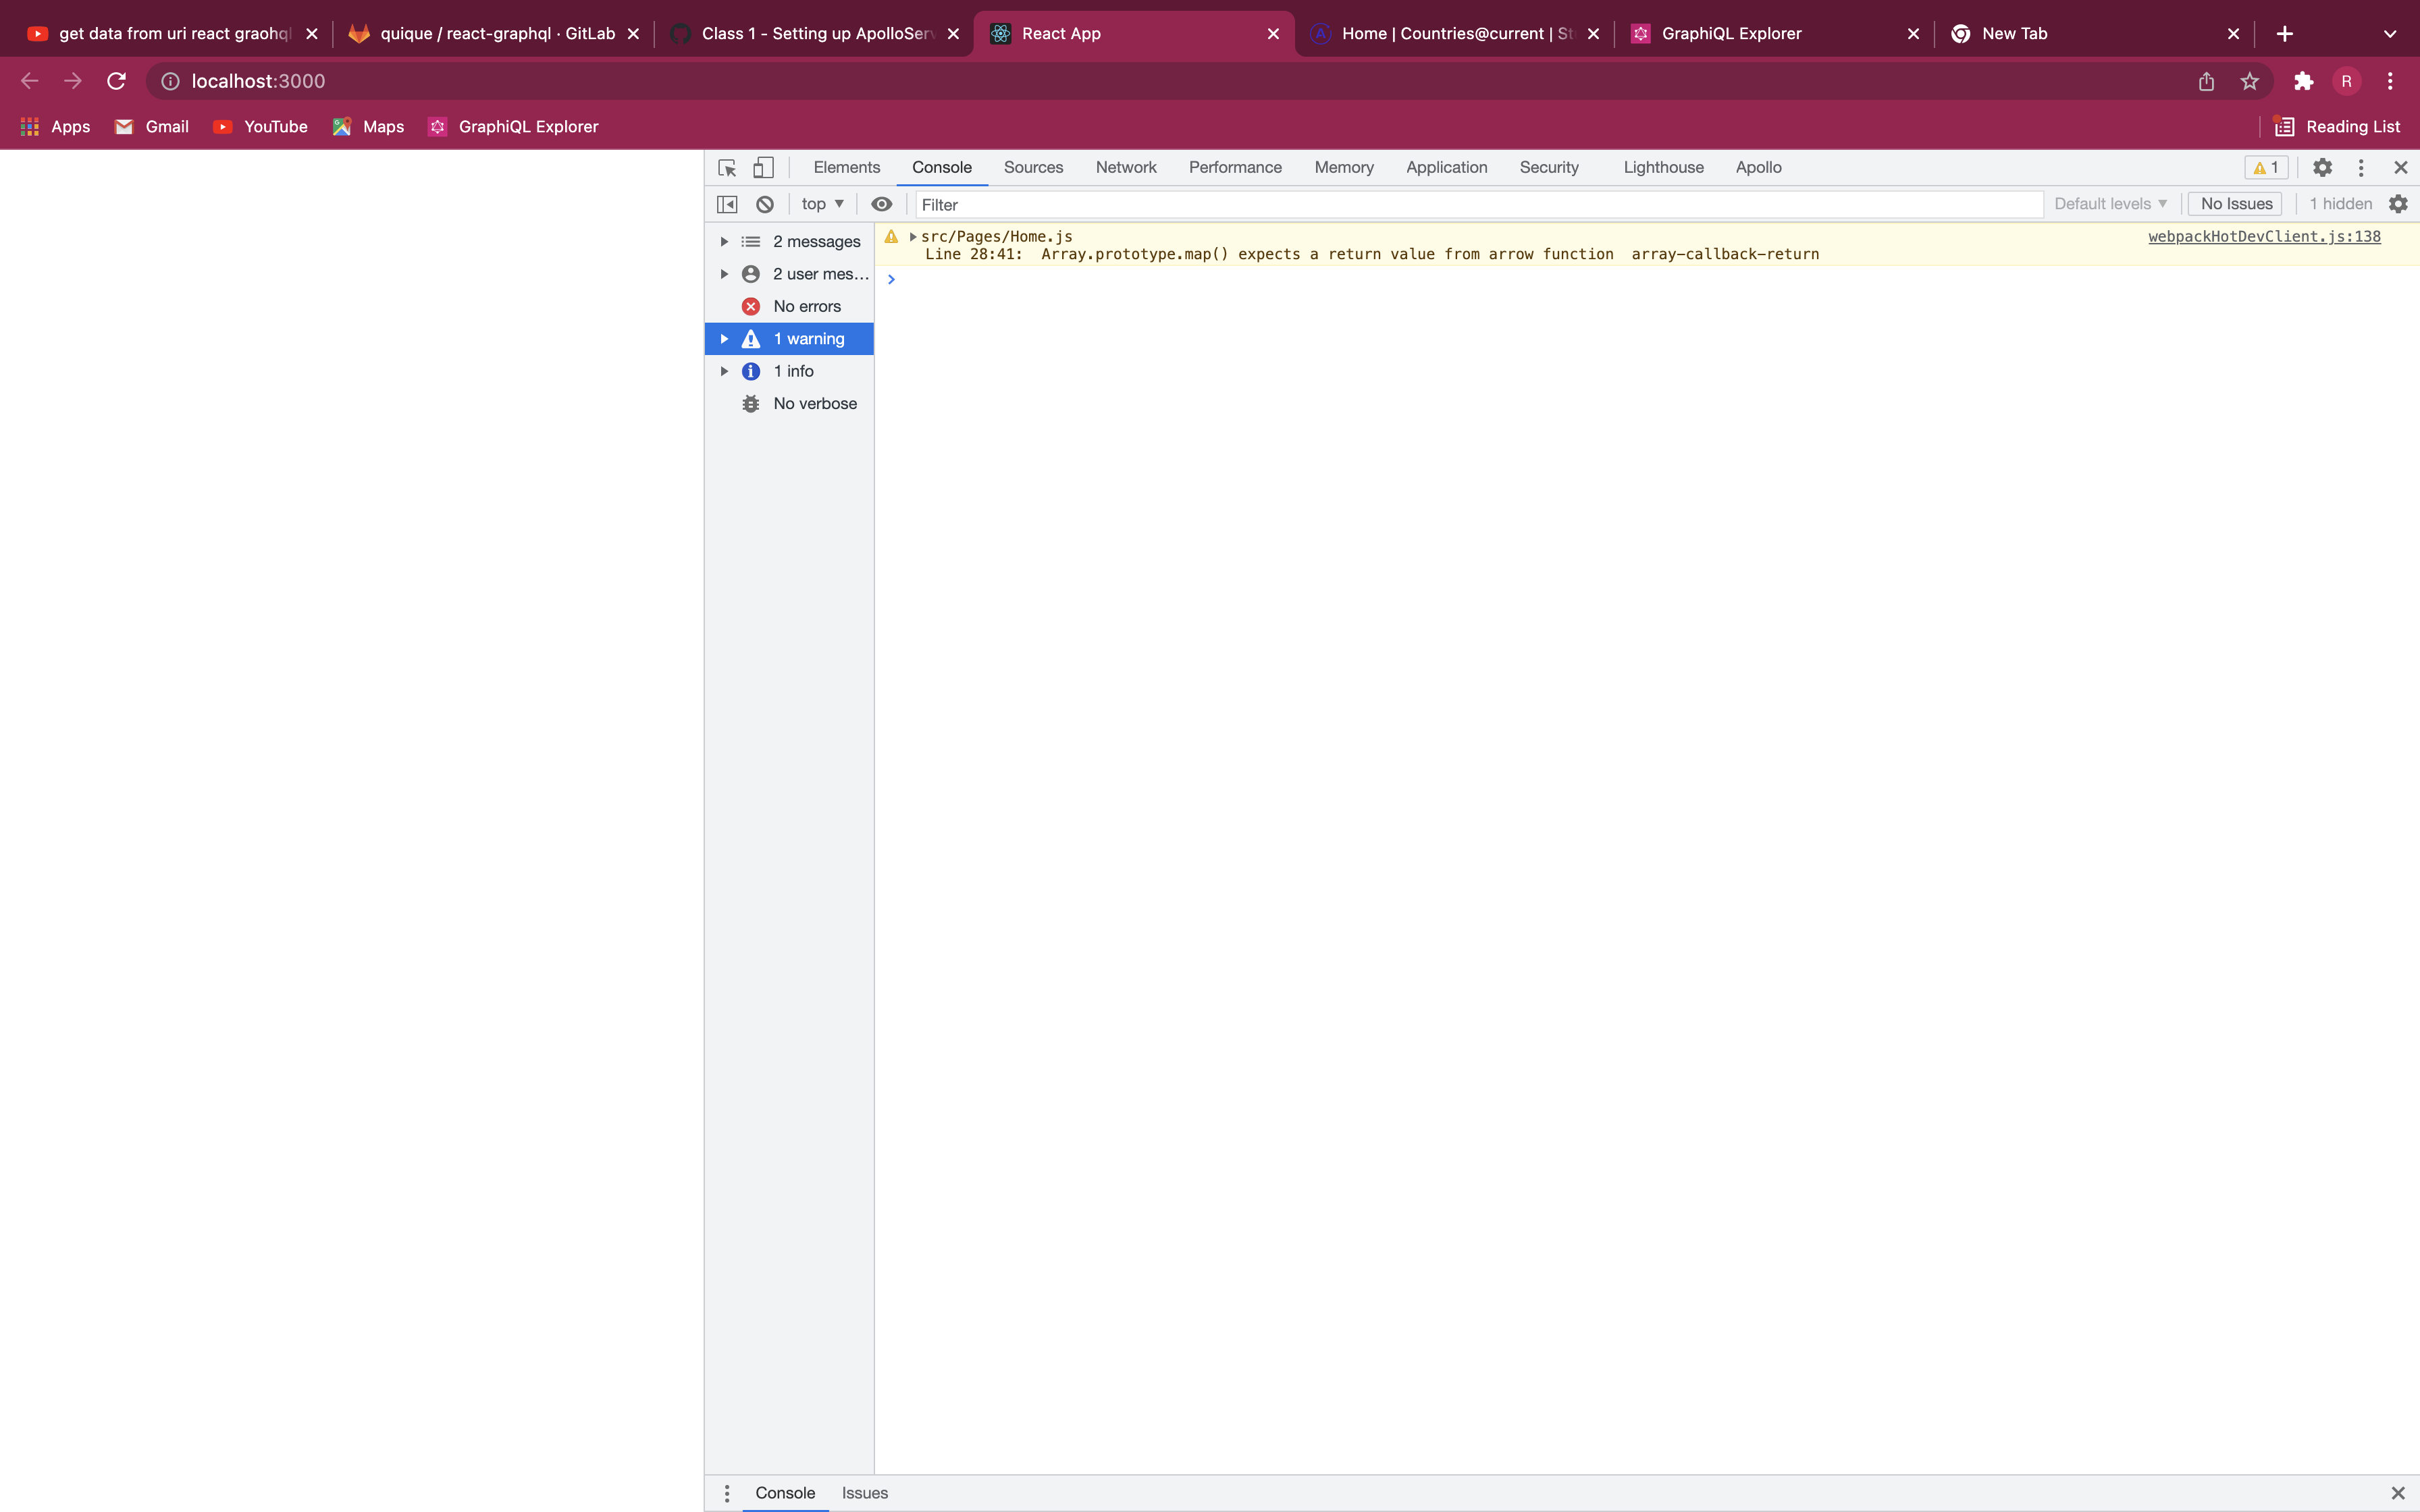 get data from uri react graohql
quique / react-graphql · GitLab
Class 1 - Setting up ApolloServ
React App
Home | Countries@current | St
GraphiQL Explorer
New Tab
localhost:3000
R
Apps
Gmail
YouTube
Maps
GraphiQL Explorer
Reading List
Elements
Console
Sources
Network
Performance
Memory
Application
Security
Lighthouse
Apollo
1
top
Filter
Default levels
No Issues
1 hidden
2 messages
2 user mes…
No errors
1 warning
1 info
No verbose
src/Pages/Home.js
webpackHotDevClient.js:138
Line 28:41:  Array.prototype.map() expects a return value from arrow function  array-callback-return
Console
Issues